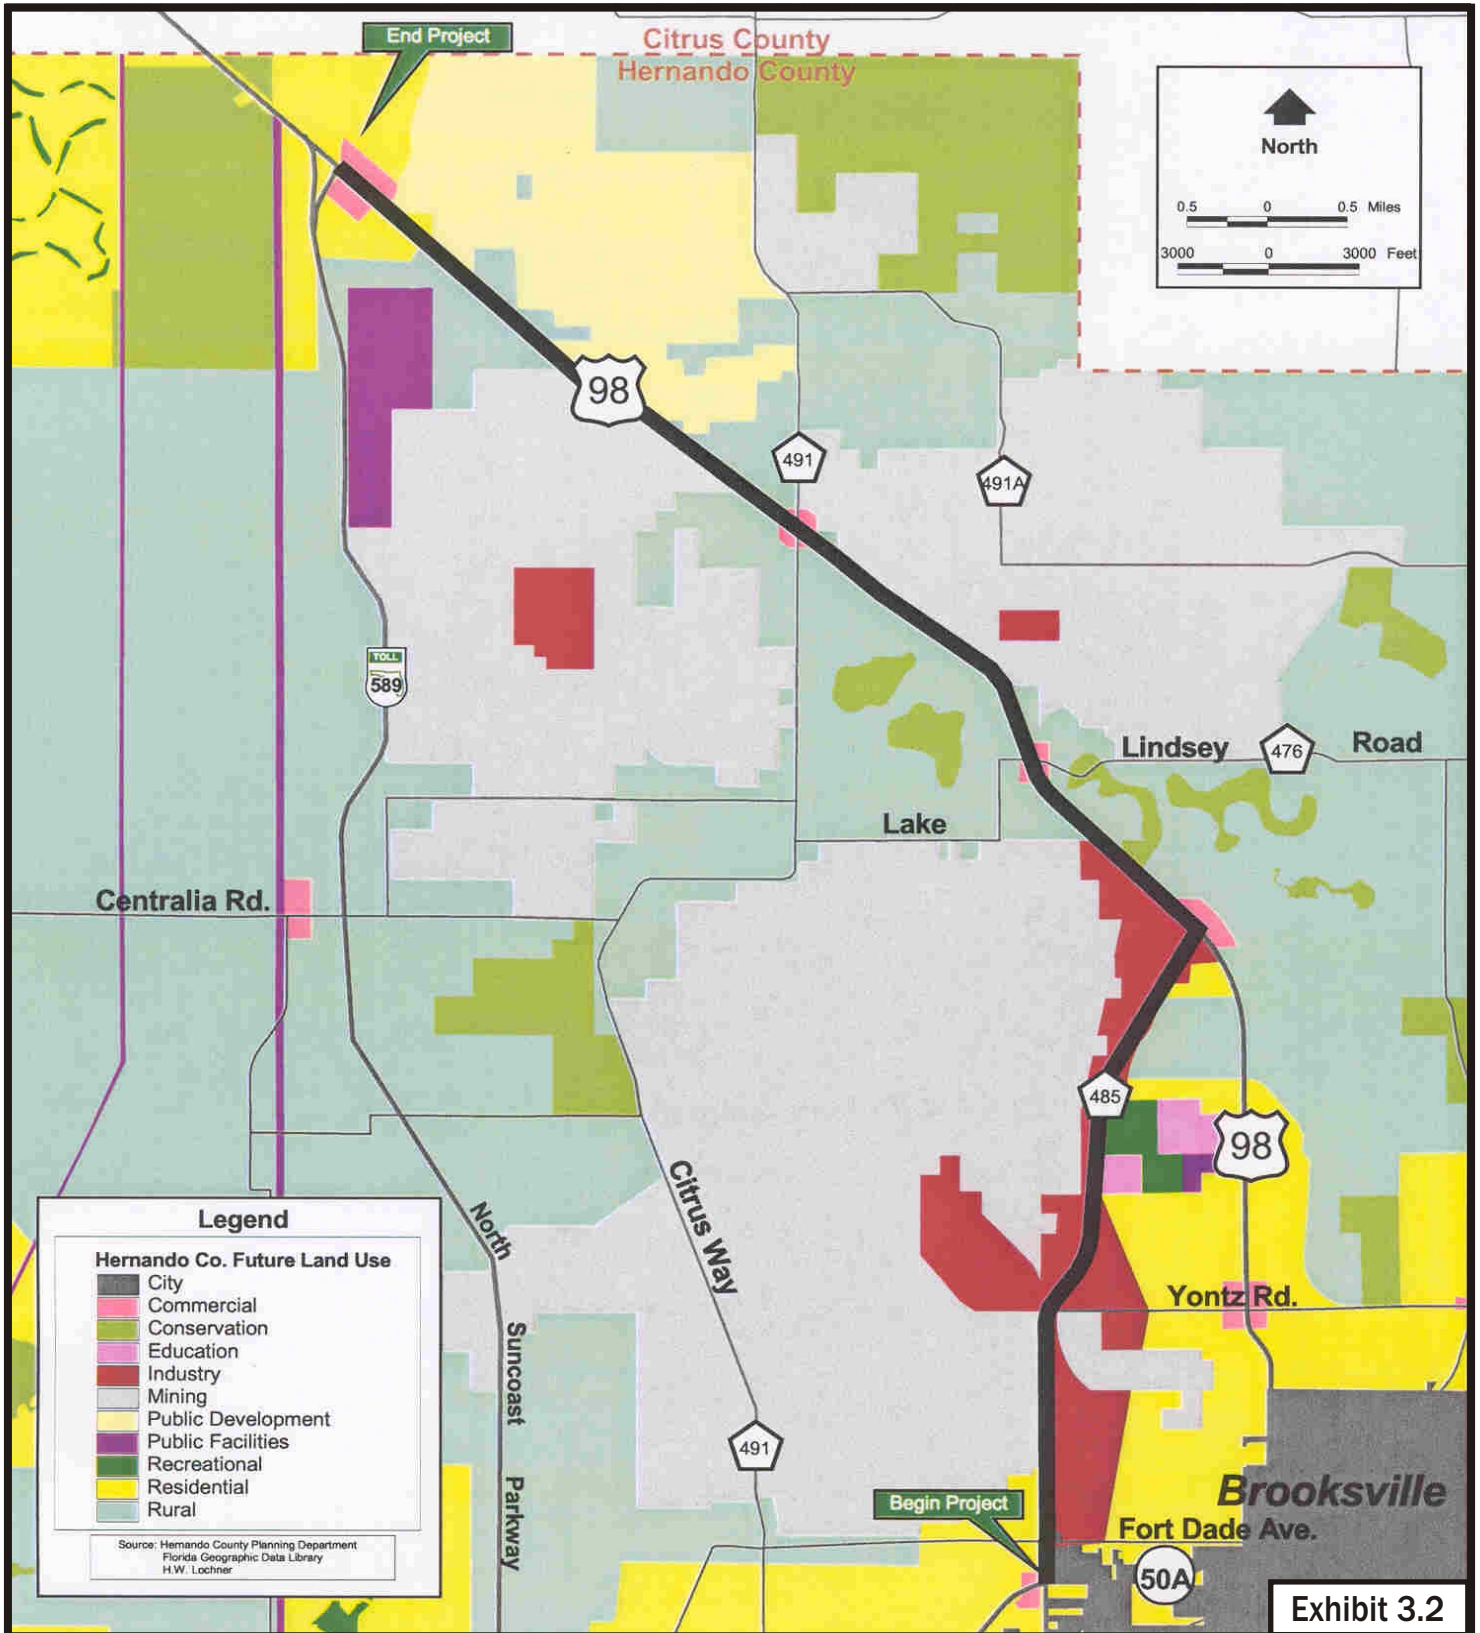 End Project
Citrus County
Hernando County
North
0.5 0 0.5 Miles
3000 0 3000 Feet
98
491
491A
TOLL
589
Lindsey
476
Road
Lake
Centralia Rd.
485
98
Citrus Way
North
Suncoast
Parkway
Yontz Rd.
491
Begin Project
Brooksville
Fort Dade Ave.
50A
Legend
Hernando Co. Future Land Use
City
Commercial
Conservation
Education
Industry
Mining
Public Development
Public Facilities
Recreational
Residential
Rural
Source: Hernando County Planning Department
Florida Geographic Data Library
H.W. Lochner
Exhibit 3.2